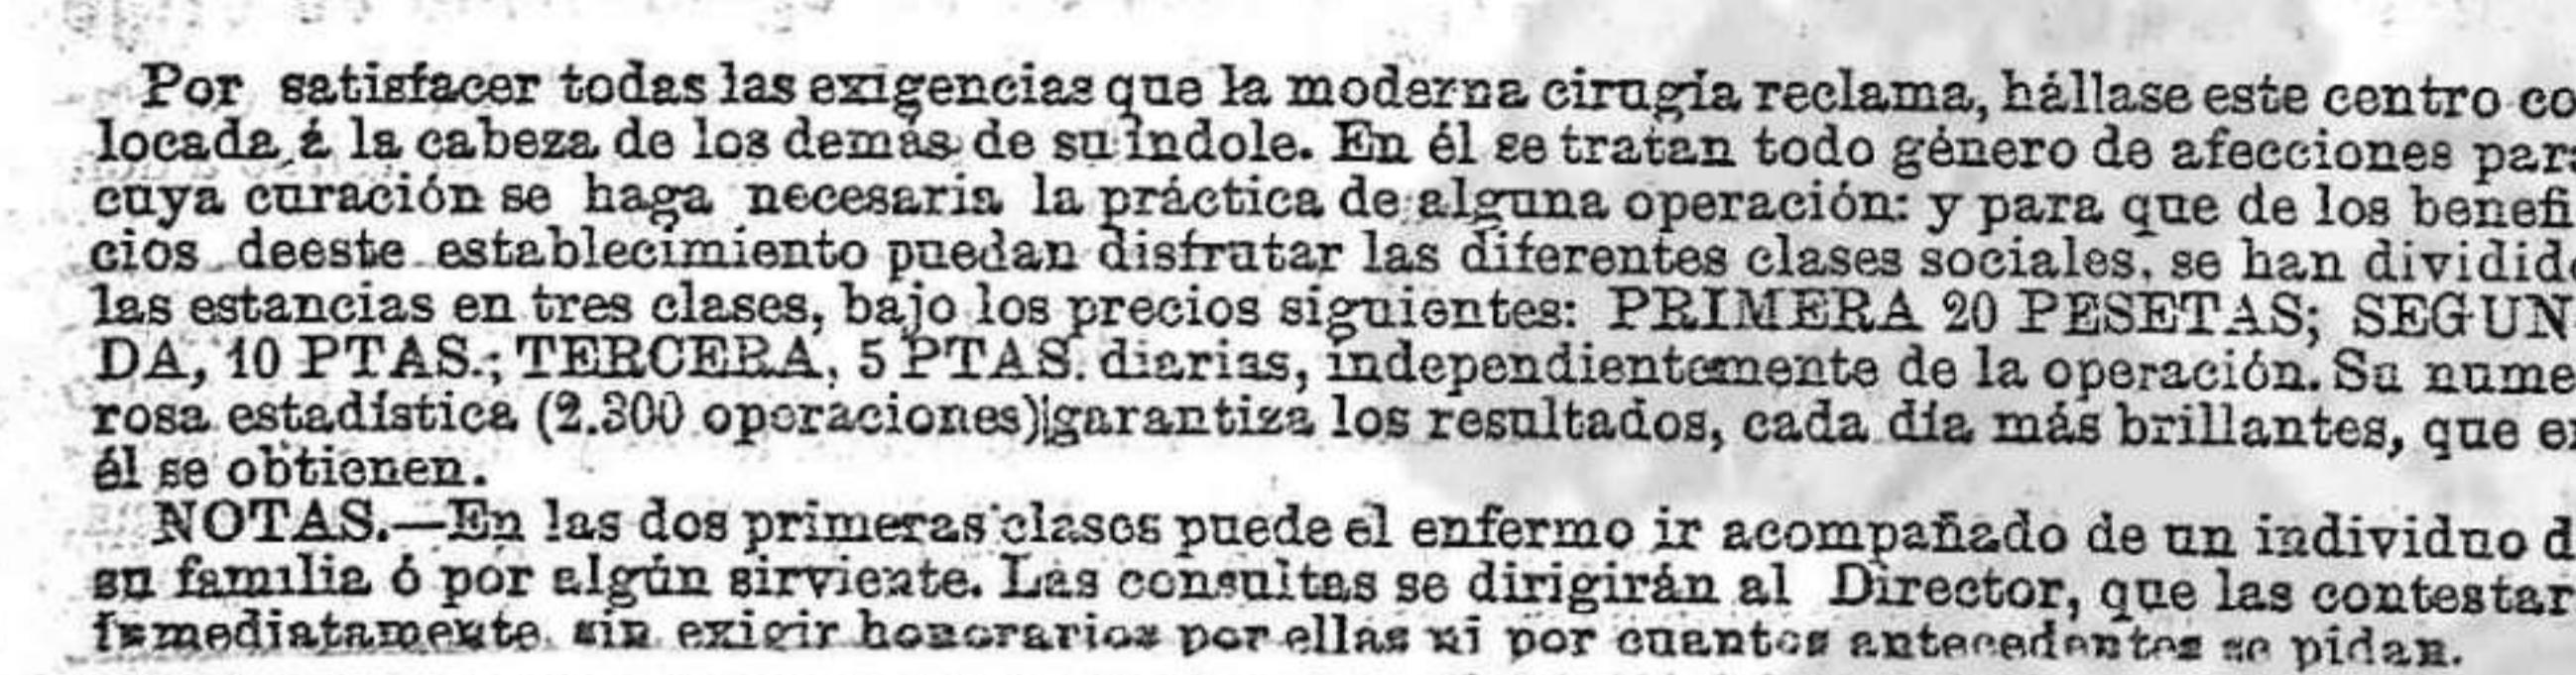 Por satisfacer todas las exigencias que la moderna cirugía reclama, hállase este centro co
locada á la cabeza de los demás de su índole. En él se tratan todo género de afecciones par
cuya curación se haga necesaria la práctica de alguna operación: y para que de los benefi
cios deeste establecimiento puedan disfrutar las diferentes clases sociales, se han dividid
las estancias en tres clases, bajo los precios siguientes: PRIMERA 20 PESETAS; SEGUN
DA, 10 PTAS.; TERCERA, 5 PTAS. diarias, independientemente de la operación. Su nume
rosa estadística (2.300 operaciones) garantiza los resultados, cada día más brillantes, que e
él se obtienen.
NOTAS.—En las dos primeras clases puede el enfermo ir acompañado de un individuo d
su familia ó por algún sirviente. Las consultas se dirigirán al Director, que las contestar
inmediatamente, sin exigir honorarios por ellas ni por cuantos antecedentes se pidan.